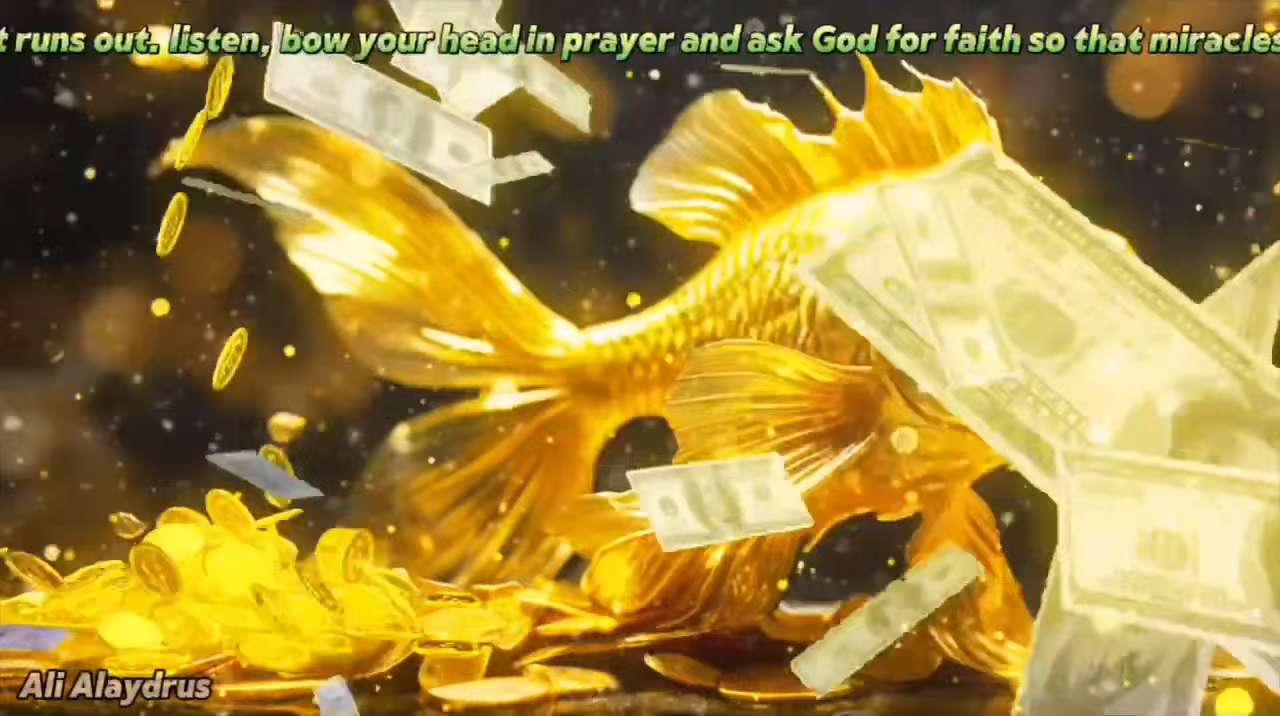 t runs out. listen, bow your head in prayer and ask God for faith so that miracles
Ali Alaydrus